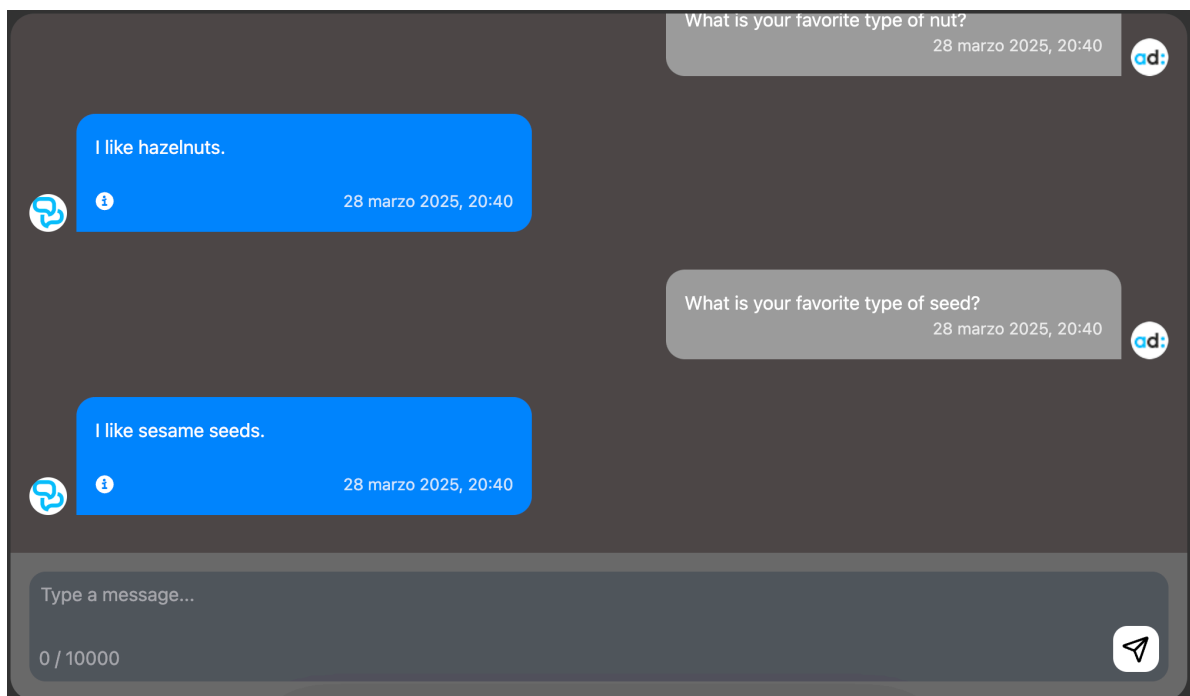 What is your favorite type of nut?
28 marzo 2025, 20:40
ad:
I like hazelnuts.
28 marzo 2025, 20:40
What is your favorite type of seed?
28 marzo 2025, 20:40
ad:
I like sesame seeds.
28 marzo 2025, 20:40
Type a message...
0 / 10000